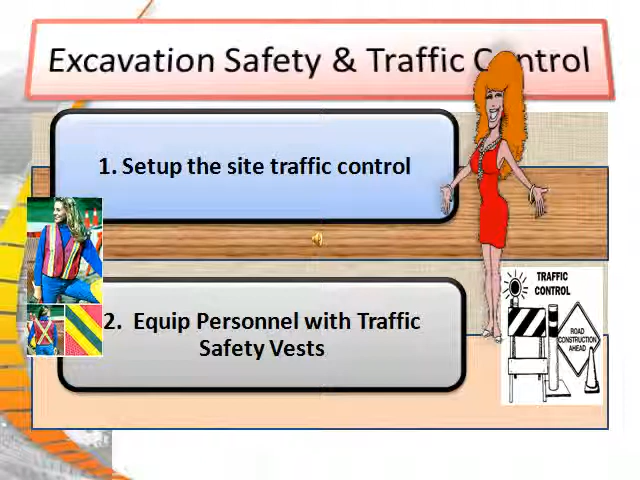 Excavation Safety & Traffic Control
1. Setup the site traffic control
2. Equip Personnel with Traffic
Safety Vests
TRAFFIC
CONTROL
ROAD
CONSTRUCTION
AHEAD